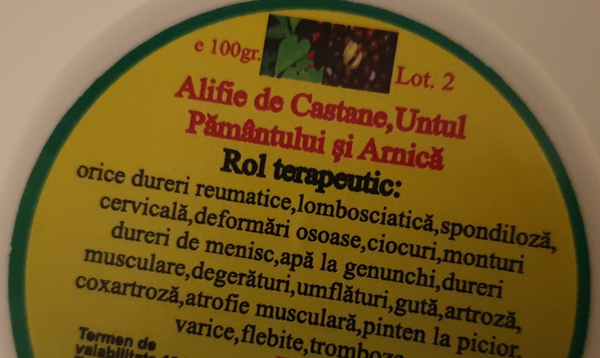 e 100gr.
Lot. 2
Alifie de Castane,Untul
Pământului și Arnică
Rol terapeutic:
orice dureri reumatice,lombosciatică,spondiloză,
cervicală,deformări osoase,ciocuri,monturi
dureri de menisc,apă la genunchi,dureri
musculare,degerături,umflături,gută,artroză,
coxartroză,atrofie musculară,pinten la picior,
varice,flebite,tromboze
Termen de
valabilitate